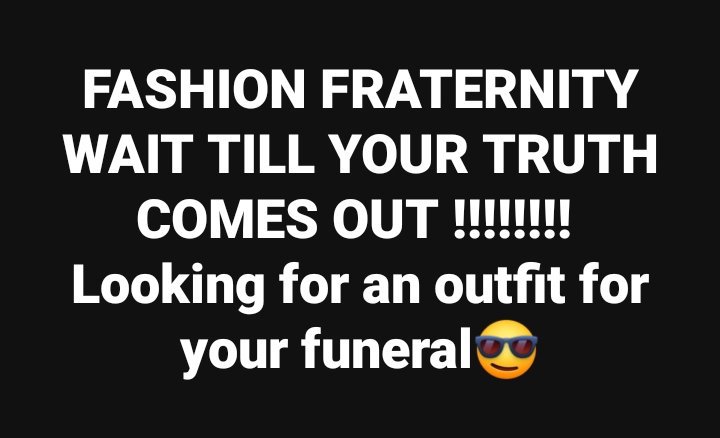 FASHION FRATERNITY
WAIT TILL YOUR TRUTH
COMES OUT !!!!!!!!
Looking for an outfit for
your funeral😎